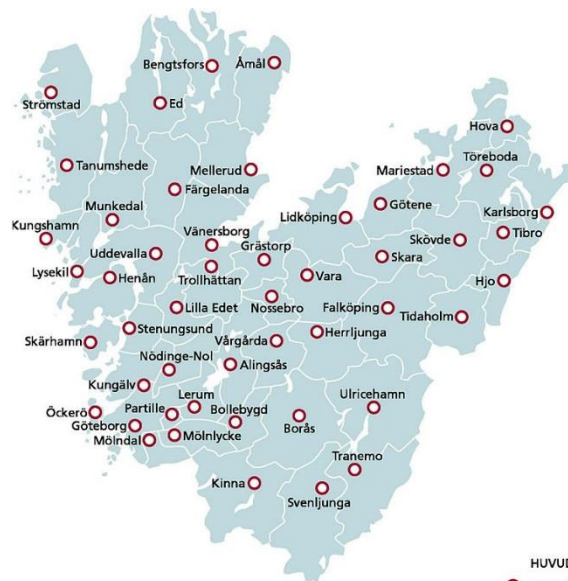 Bengtsfors
Åmål
Strömstad
Ed
Hova
Tanumshede
Mellerud
Mariestad
Töreboda
Färgelanda
Munkedal
Lidköping
Götene
Karlsborg
Kungshamn
Vänersborg
Skövde
Tibro
Uddevalla
Grästorp
Skara
Lysekil
Henån
Trollhättan
Vara
Hjo
Lilla Edet
Nossebro
Falköping
Tidaholm
Stenungsund
Herrljunga
Skärhamn
Vårgårda
Nödinge-Nol
Alingsås
Kungälv
Lerum
Ulricehamn
Öckerö
Partille
Bollebygd
Göteborg
Borås
Mölndal
Mölnlycke
Tranemo
Kinna
Svenljunga
HUVUD